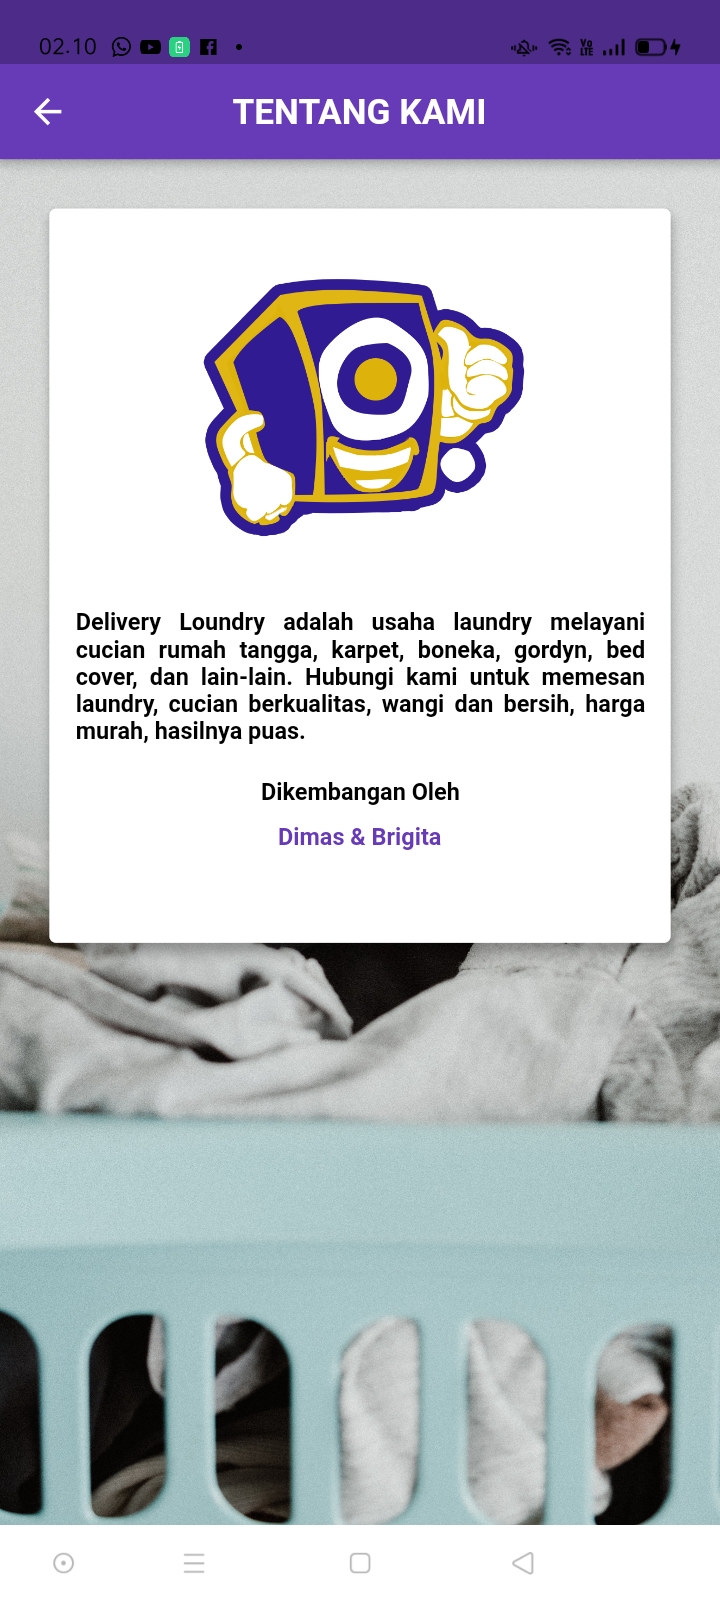 02.10
Vo
LTE
TENTANG KAMI
Delivery Loundry adalah usaha laundry melayani
cucian rumah tangga, karpet, boneka, gordyn, bed
cover, dan lain-lain. Hubungi kami untuk memesan
laundry, cucian berkualitas, wangi dan bersih, harga
murah, hasilnya puas.
Dikembangan Oleh
Dimas & Brigita